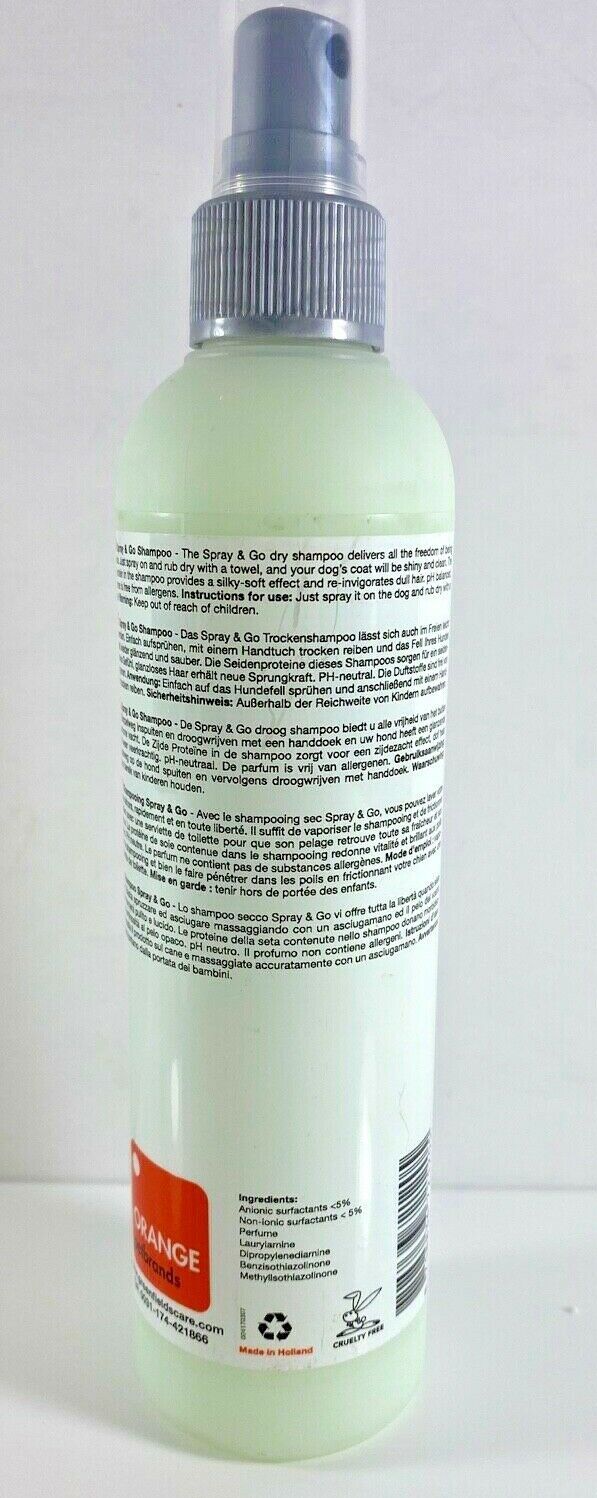 & Go Shampoo - The Spray & Go dry shampoo delivers all the freedom of being
Just spray on and rub dry with a towel, and your dog's coat will be shiny and clean. The
in the shampoo provides a silky-soft effect and re-invigorates dull hair. pH balanced
is free from allergens. Instructions for use: Just spray it on the dog and rub dry with
Keep out of reach of children.
& Go Shampoo - Das Spray & Go Trockenshampoo lässt sich auch im Freien
Einfach aufsprühen, mit einem Handtuch trocken reiben und das Fell Ihres Hundes
glänzend und sauber. Die Seidenproteine dieses Shampoos sorgen für ein
Gefühl, glanzloses Haar erhält neue Sprungkraft. PH-neutral. Die Duftstoffe sind frei
Anwendung: Einfach auf das Hundefell sprühen und anschließend mit einem
reiben. Sicherheitshinweis: Außerhalb der Reichweite von Kindern aufbewahren
& Go Shampoo - De Spray & Go droog shampoo biedt u alle vrijheid van het
inspuiten en droogwrijven met een handdoek en uw hond heeft een
De Zijde Proteïne in de shampoo zorgt voor een zijdezacht effect,
pH-neutraal. De parfum is vrij van allergenen. Gebruiksaanwijzing
op de hond spuiten en vervolgens droogwrijven met handdoek.
van kinderen houden.
Spray & Go - Avec le shampooing sec Spray & Go, vous pouvez laver
rapidement et en toute liberté. Il suffit de vaporiser le shampooing et de
avec une serviette de toilette pour que son pelage retrouve toute sa fraîcheur
protéine de soie contenue dans le shampooing redonne vitalité et brillant
Le parfum ne contient pas de substances allergènes. Mode d'emploi
et bien le faire pénétrer dans les poils en frictionnant votre chien avec
Mise en garde : tenir hors de portée des enfants.
Spray & Go - Lo shampoo secco Spray & Go vi offre tutta la libertà
spruzzare ed asciugare massaggiando con un asciugamano ed il pelo
pulito e lucido. Le proteine della seta contenute nello shampoo donano
al pelo opaco. pH neutro. Il profumo non contiene allergeni.
sul cane e massaggiate accuratamente con un asciugamano.
dalla portata dei bambini.
ORANGE
brands
greenfieldscare.com
0031-174-421866
Ingredients:
Anionic surfactants <5%
Non-ionic surfactants < 5%
Perfume
Laurylamine
Dipropylenediamine
Benzisothiazolinone
Methylisothiazolinone
Made in Holland
CRUELTY FREE